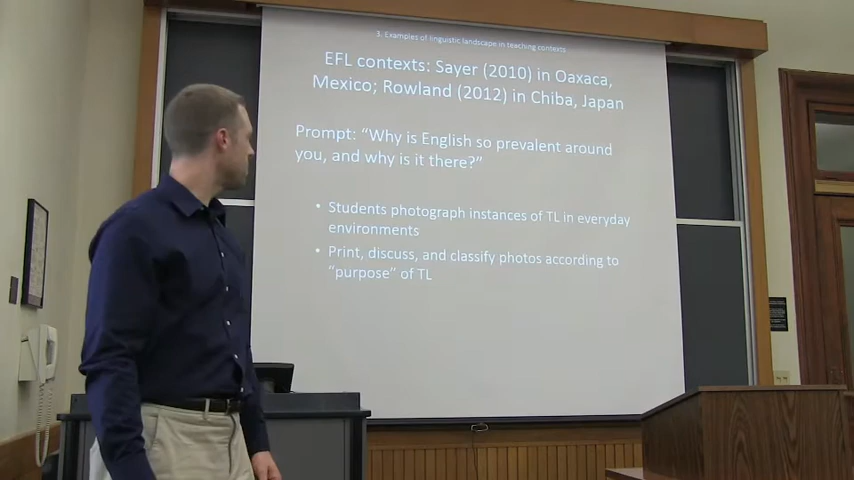 3. Examples of linguistic landscape in teaching contexts
EFL contexts: Sayer (2010) in Oaxaca,
Mexico; Rowland (2012) in Chiba, Japan
Prompt: “Why is English so prevalent around
you, and why is it there?”
• Students photograph instances of TL in everyday
environments
• Print, discuss, and classify photos according to
“purpose” of TL